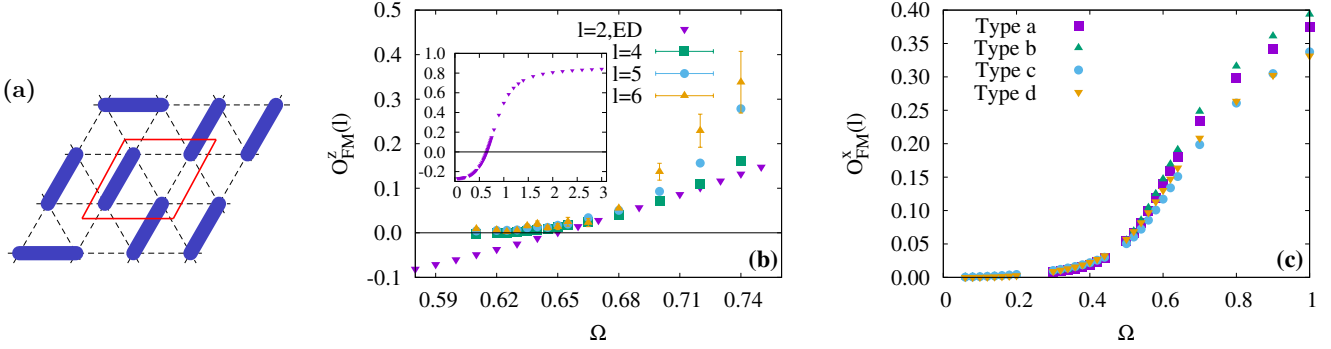 (a)
0.5
0.4
0.3
0.2
0.1
0.0
-0.1
O^z_FM(l)
l=2,ED
l=4
l=5
l=6
1.0
0.8
0.6
0.4
0.2
0.0
-0.2
-0.4
0 0.5 1 1.5 2 2.5 3
(b)
0.59 0.62 0.65 0.68 0.71 0.74
Ω
0.40
0.35
0.30
0.25
0.20
0.15
0.10
0.05
0.00
O^x_FM(l)
Type a
Type b
Type c
Type d
(c)
0 0.2 0.4 0.6 0.8 1
Ω